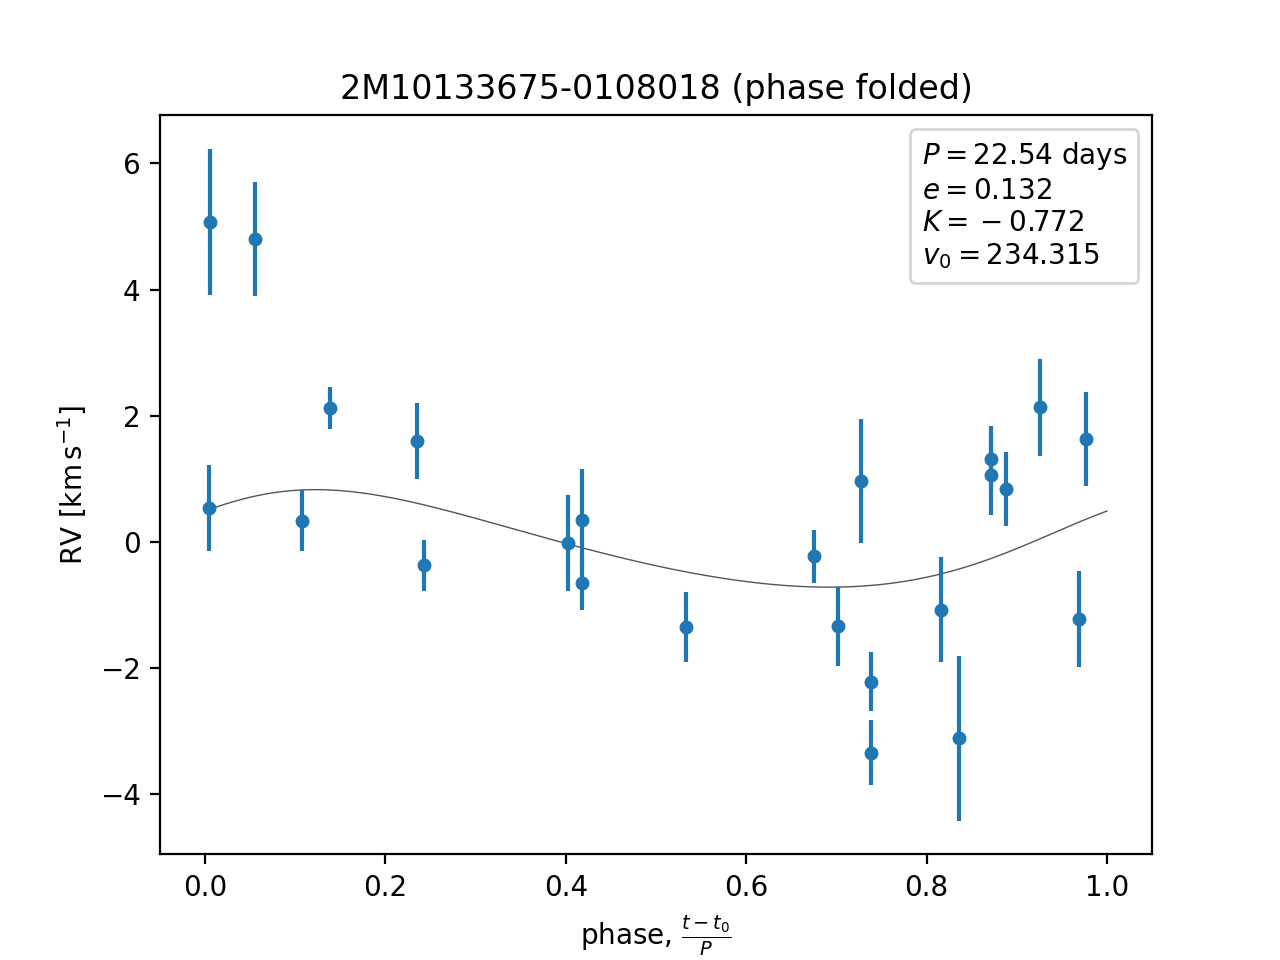 2M10133675-0108018 (phase folded)
P = 22.54 days
e = 0.132
K = −0.772
v₀ = 234.315
6
4
2
0
−2
−4
RV [km s⁻¹]
0.0 0.2 0.4 0.6 0.8 1.0
phase, (t − t₀)/P